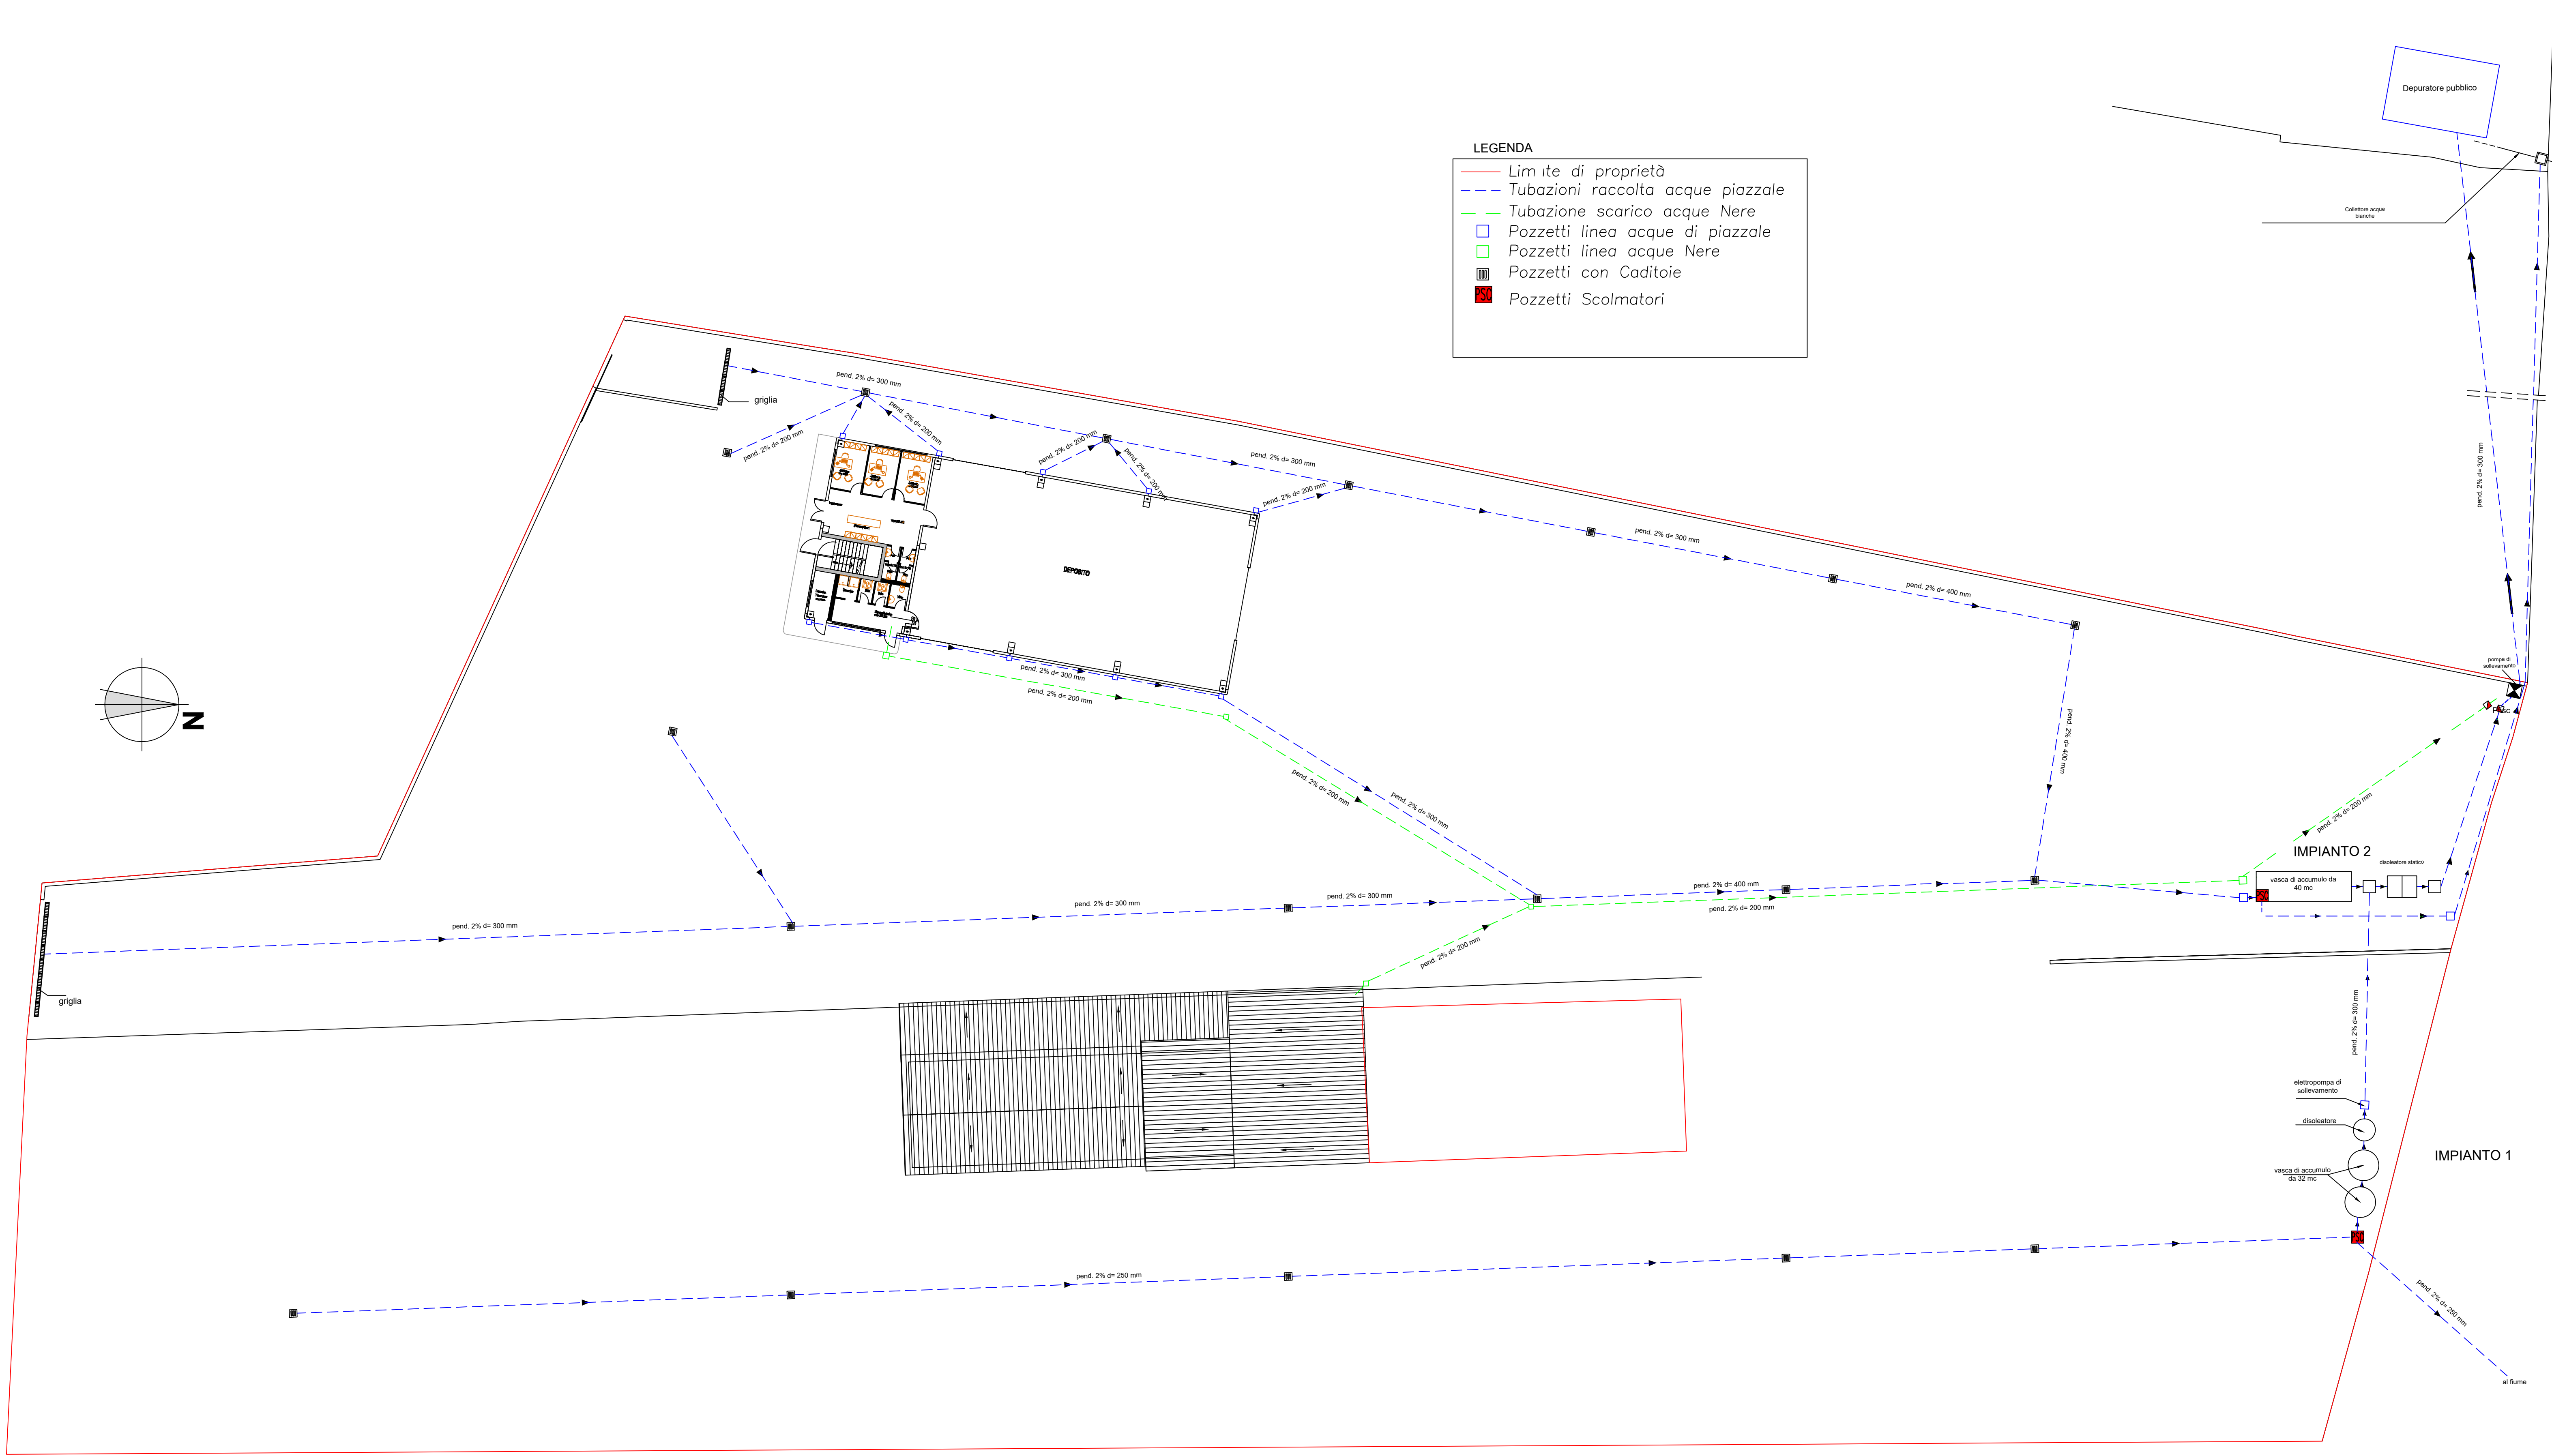 Depuratore pubblico
LEGENDA
Limite di proprietà
Tubazioni raccolta acque piazzale
Tubazione scarico acque Nere
Pozzetti linea acque di piazzale
Pozzetti linea acque Nere
Pozzetti con Caditoie
PSC
Pozzetti Scolmatori
Collettore acque
bianche
pend. 2% d= 300 mm
griglia
pend. 2% d= 200 mm
pend. 2% d= 200 mm
pend. 2% d= 200 mm
pend. 2% d= 200 mm
pend. 2% d= 300 mm
pend. 2% d= 200 mm
pend. 2% d= 300 mm
pend. 2% d= 400 mm
pend. 2% d= 300 mm
Reception
DEPOSITO
pompa di
sollevamento
pend. 2% d= 300 mm
pend. 2% d= 200 mm
N
pend. 2% d= 400 mm
pend. 2% d= 200 mm
pend. 2% d= 300 mm
pend. 2% d= 200 mm
IMPIANTO 2
disoleatore statico
vasca di accumulo da
40 mc
PSC
pend. 2% d= 400 mm
pend. 2% d= 300 mm
pend. 2% d= 300 mm
pend. 2% d= 200 mm
pend. 2% d= 300 mm
pend. 2% d= 200 mm
griglia
pend. 2% d= 300 mm
elettropompa di
sollevamento
disoleatore
IMPIANTO 1
vasca di accumulo
da 32 mc
PSC
pend. 2% d= 250 mm
pend. 2% d= 250 mm
al fiume